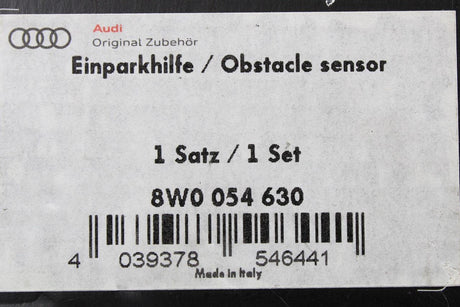 Audi
Original Zubehör
Einparkhilfe / Obstacle sensor
1 Satz / 1 Set
8W0 054 630
4 039378 546441
Made in Italy